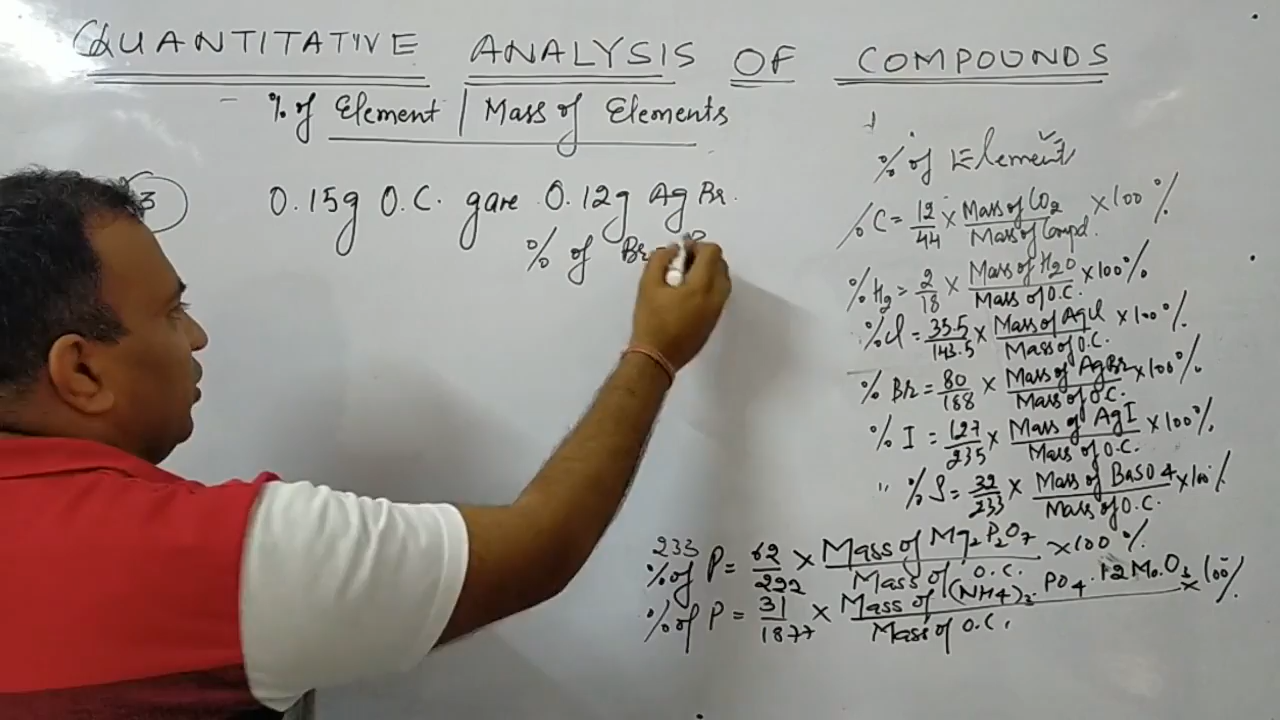 QUANTITATIVE ANALYSIS OF COMPOUNDS
% of Element | Mass of Elements
3
0.15g O.C. gave 0.12g AgBr.
% of Br =
% of Element
% C = 12/44 × Mass of CO2/Mass of Compd. × 100%
% H2 = 2/18 × Mass of H2O/Mass of O.C. × 100%
% Cl = 35.5/143.5 × Mass of AgCl/Mass of O.C. × 100%
% Br = 80/188 × Mass of AgBr/Mass of O.C. × 100%
% I = 127/235 × Mass of AgI/Mass of O.C. × 100%
" % S = 32/233 × Mass of BaSO4/Mass of O.C. × 100%
233
% of P = 62/222 × Mass of Mg2P2O7/Mass of O.C. × 100%
% of P = 31/1877 × Mass of (NH4)3 PO4.12MoO3/Mass of O.C. × 100%